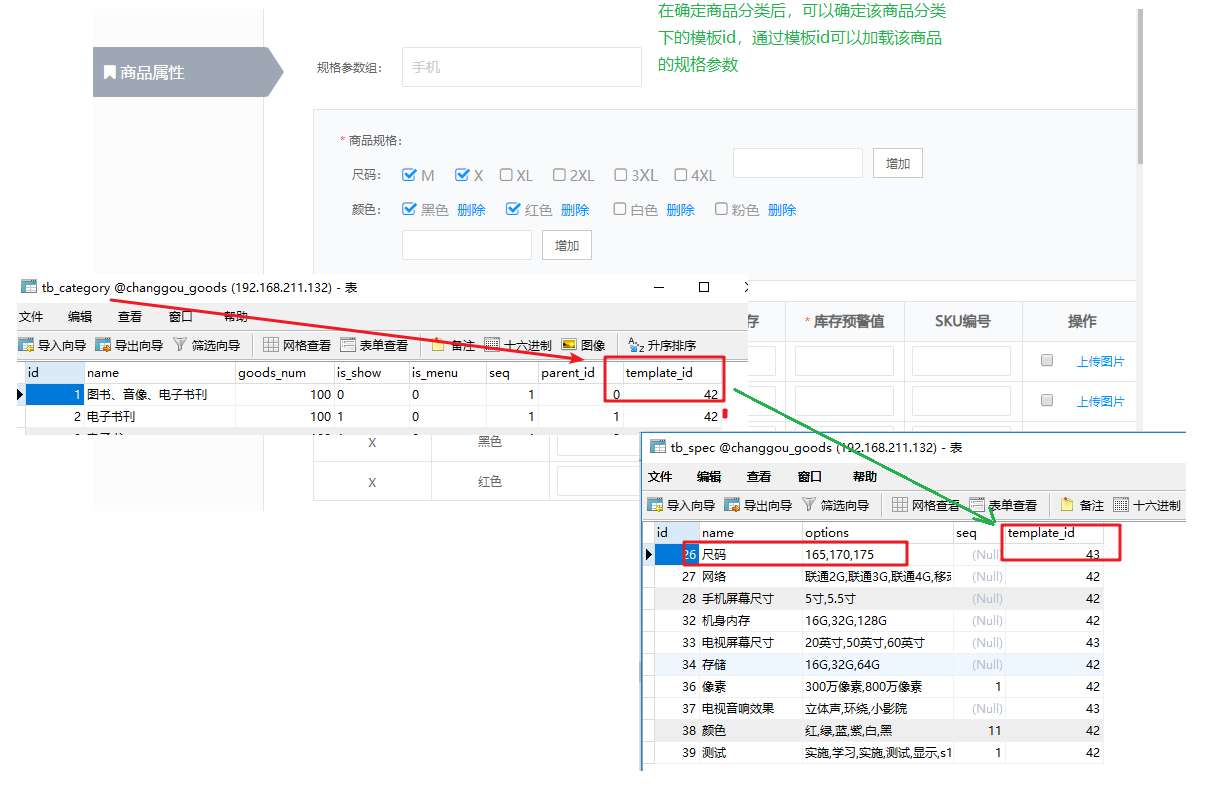 在确定商品分类后，可以确定该商品分类
下的模板id，通过模板id可以加载该商品
的规格参数
商品属性
规格参数组： 手机
* 商品规格：
尺码： M X XL 2XL 3XL 4XL 增加
颜色： 黑色 删除 红色 删除 白色 删除 粉色 删除
增加
存 * 库存预警值 SKU编号 操作
上传图片
上传图片
X 黑色
X 红色
tb_category @changgou_goods (192.168.211.132) - 表
文件 编辑 查看 窗口 帮助
导入向导 导出向导 筛选向导 网格查看 表单查看 备注 十六进制 图像 升序排序
id name goods_num is_show is_menu seq parent_id template_id
1 图书、音像、电子书刊 100 0 0 1 0 42
2 电子书刊 100 1 0 1 1 42
tb_spec @changgou_goods (192.168.211.132) - 表
文件 编辑 查看 窗口 帮助
导入向导 导出向导 筛选向导 网格查看 表单查看 备注 十六进制
id name options seq template_id
26 尺码 165,170,175 (Null) 43
27 网络 联通2G,联通3G,联通4G,移动 (Null) 42
28 手机屏幕尺寸 5寸,5.5寸 (Null) 42
32 机身内存 16G,32G,128G (Null) 42
33 电视屏幕尺寸 20英寸,50英寸,60英寸 (Null) 43
34 存储 16G,32G,64G (Null) 42
36 像素 300万像素,800万像素 1 42
37 电视音响效果 立体声,环绕,小影院 (Null) 43
38 颜色 红,绿,蓝,紫,白,黑 11 42
39 测试 实施,学习,实施,测试,显示,s1 1 42